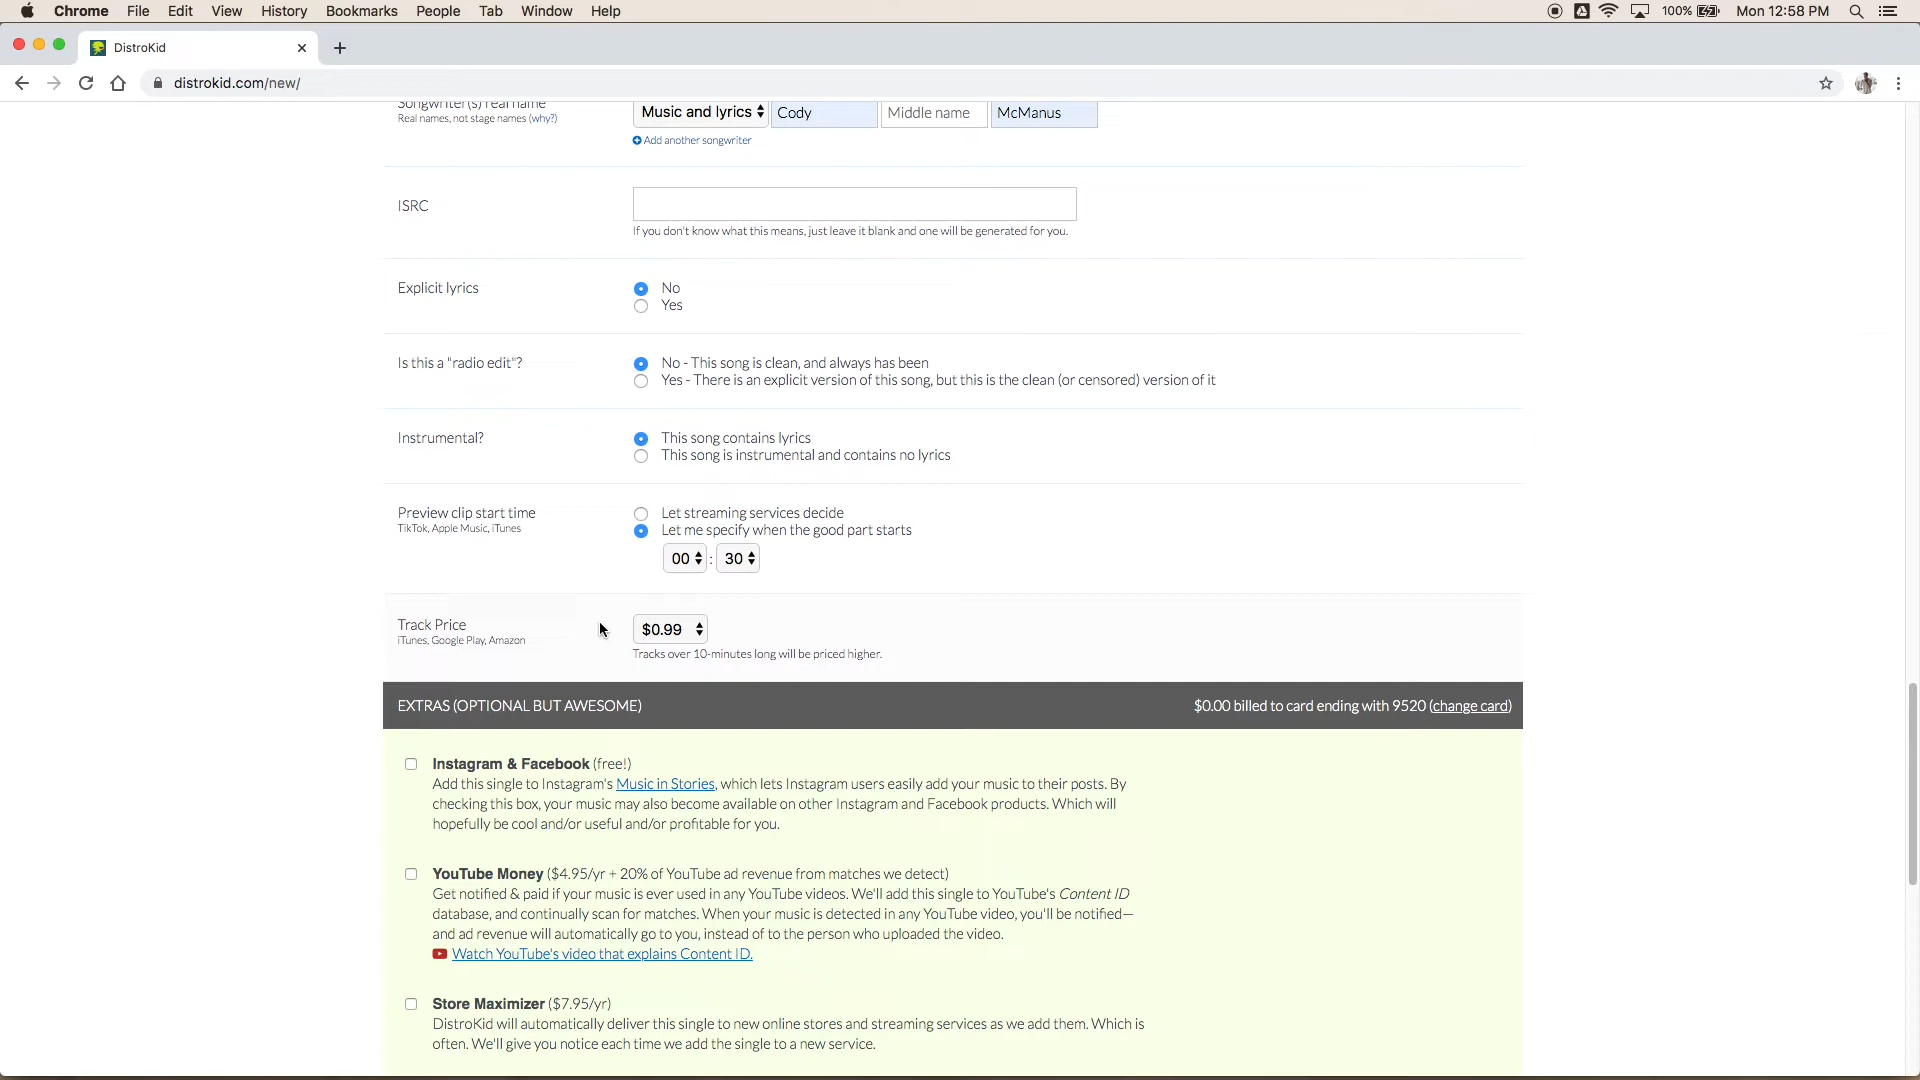 Chrome File Edit View History Bookmarks People Tab Window Help 100% Mon 12:58 PM
DistroKid
distrokid.com/new/
Songwriter(s) real name
Real names, not stage names (why?)
Music and lyrics Cody Middle name McManus
Add another songwriter
ISRC
If you don't know what this means, just leave it blank and one will be generated for you.
Explicit lyrics
No
Yes
Is this a "radio edit"?
No - This song is clean, and always has been
Yes - There is an explicit version of this song, but this is the clean (or censored) version of it
Instrumental?
This song contains lyrics
This song is instrumental and contains no lyrics
Preview clip start time
TikTok, Apple Music, iTunes
Let streaming services decide
Let me specify when the good part starts
00 : 30
Track Price
iTunes, Google Play, Amazon
$0.99
Tracks over 10-minutes long will be priced higher.
EXTRAS (OPTIONAL BUT AWESOME) $0.00 billed to card ending with 9520 (change card)
Instagram & Facebook (free!)
Add this single to Instagram's Music in Stories, which lets Instagram users easily add your music to their posts. By
checking this box, your music may also become available on other Instagram and Facebook products. Which will
hopefully be cool and/or useful and/or profitable for you.
YouTube Money ($4.95/yr + 20% of YouTube ad revenue from matches we detect)
Get notified & paid if your music is ever used in any YouTube videos. We'll add this single to YouTube's Content ID
database, and continually scan for matches. When your music is detected in any YouTube video, you'll be notified—
and ad revenue will automatically go to you, instead of to the person who uploaded the video.
Watch YouTube's video that explains Content ID.
Store Maximizer ($7.95/yr)
DistroKid will automatically deliver this single to new online stores and streaming services as we add them. Which is
often. We'll give you notice each time we add the single to a new service.